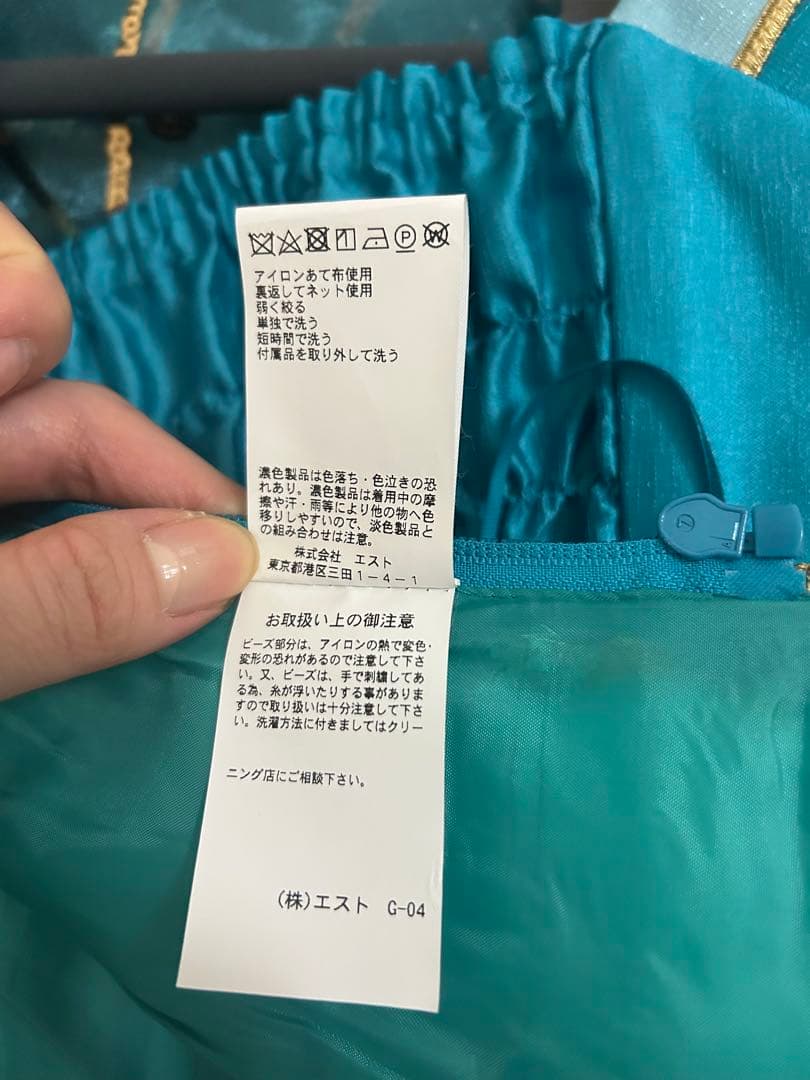 P W
アイロンあて布使用
裏返してネット使用
弱く絞る
単独で洗う
短時間で洗う
付属品を取り外して洗う
濃色製品は色落ち・色泣きの恐
れあり。濃色製品は着用中の摩
擦や汗・雨等により他の物へ色
移りしやすいので、淡色製品と
の組み合わせは注意。
株式会社 エスト
東京都港区三田1-4-1
お取扱い上の御注意
ビーズ部分は、アイロンの熱で変色・
変形の恐れがあるので注意して下さ
い。又、ビーズは、手で刺繍してあ
る為、糸が浮いたりする事がありま
すので取り扱いは十分注意して下さ
い。洗濯方法に付きましてはクリー
ニング店にご相談下さい。
(株)エスト G-04